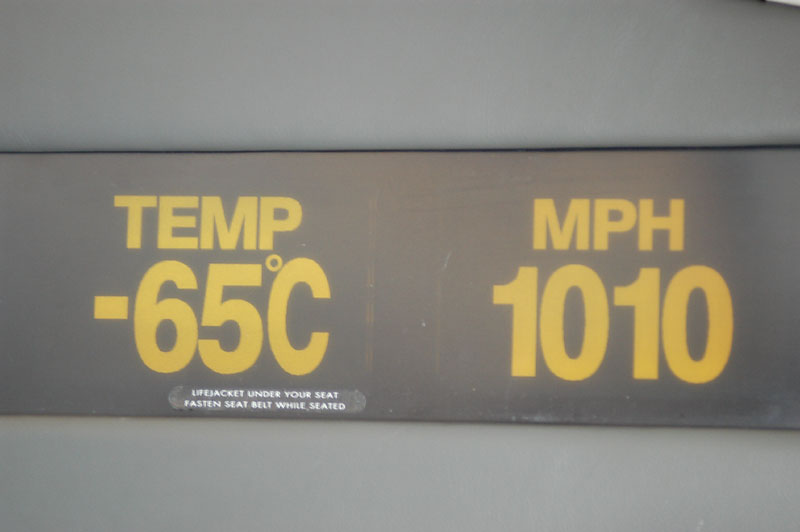 TEMP
-65°C
MPH
1010
LIFEJACKET UNDER YOUR SEAT
FASTEN SEAT BELT WHILE SEATED